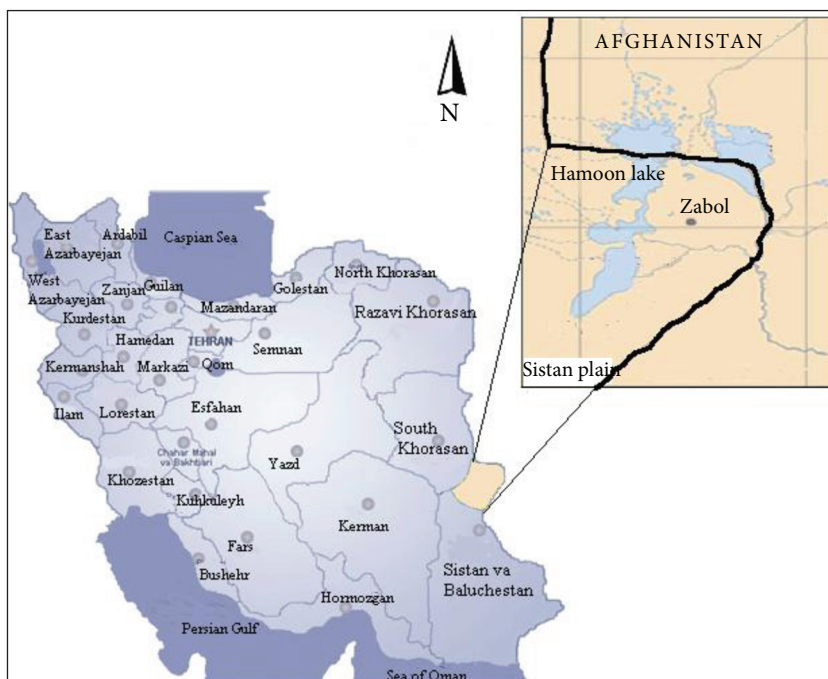 AFGHANISTAN
N
Hamoon lake
Zabol
Sistan plain
East
Azarbayejan
Ardabil
Caspian Sea
West
Azarbayejan
Zanjan
Guilan
Mazandaran
Golestan
North Khorasan
Razavi Khorasan
Kurdestan
Hamedan
TEHRAN
Semnan
Kermanshah
Markazi
Qom
Ilam
Lorestan
Esfahan
South
Khorasan
Chahar Mahal
va Bakhtiari
Yazd
Khozestan
Kuhkuleyh
Kerman
Fars
Bushehr
Sistan va
Baluchestan
Hormozgan
Persian Gulf
Sea of Oman